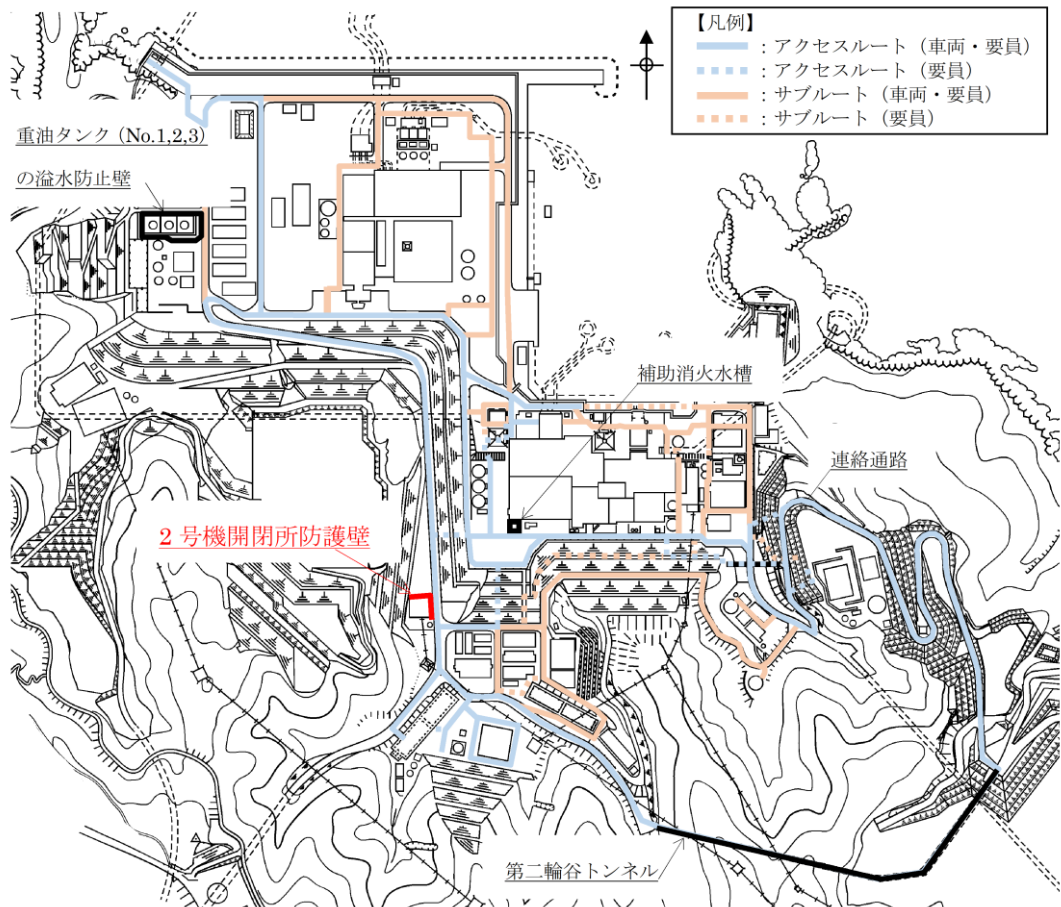 【凡例】
：アクセスルート（車両・要員）
：アクセスルート（要員）
：サブルート（車両・要員）
：サブルート（要員）
重油タンク（No.1,2,3）
の溢水防止壁
補助消火水槽
連絡通路
２号機開閉所防護壁
第二輪谷トンネル